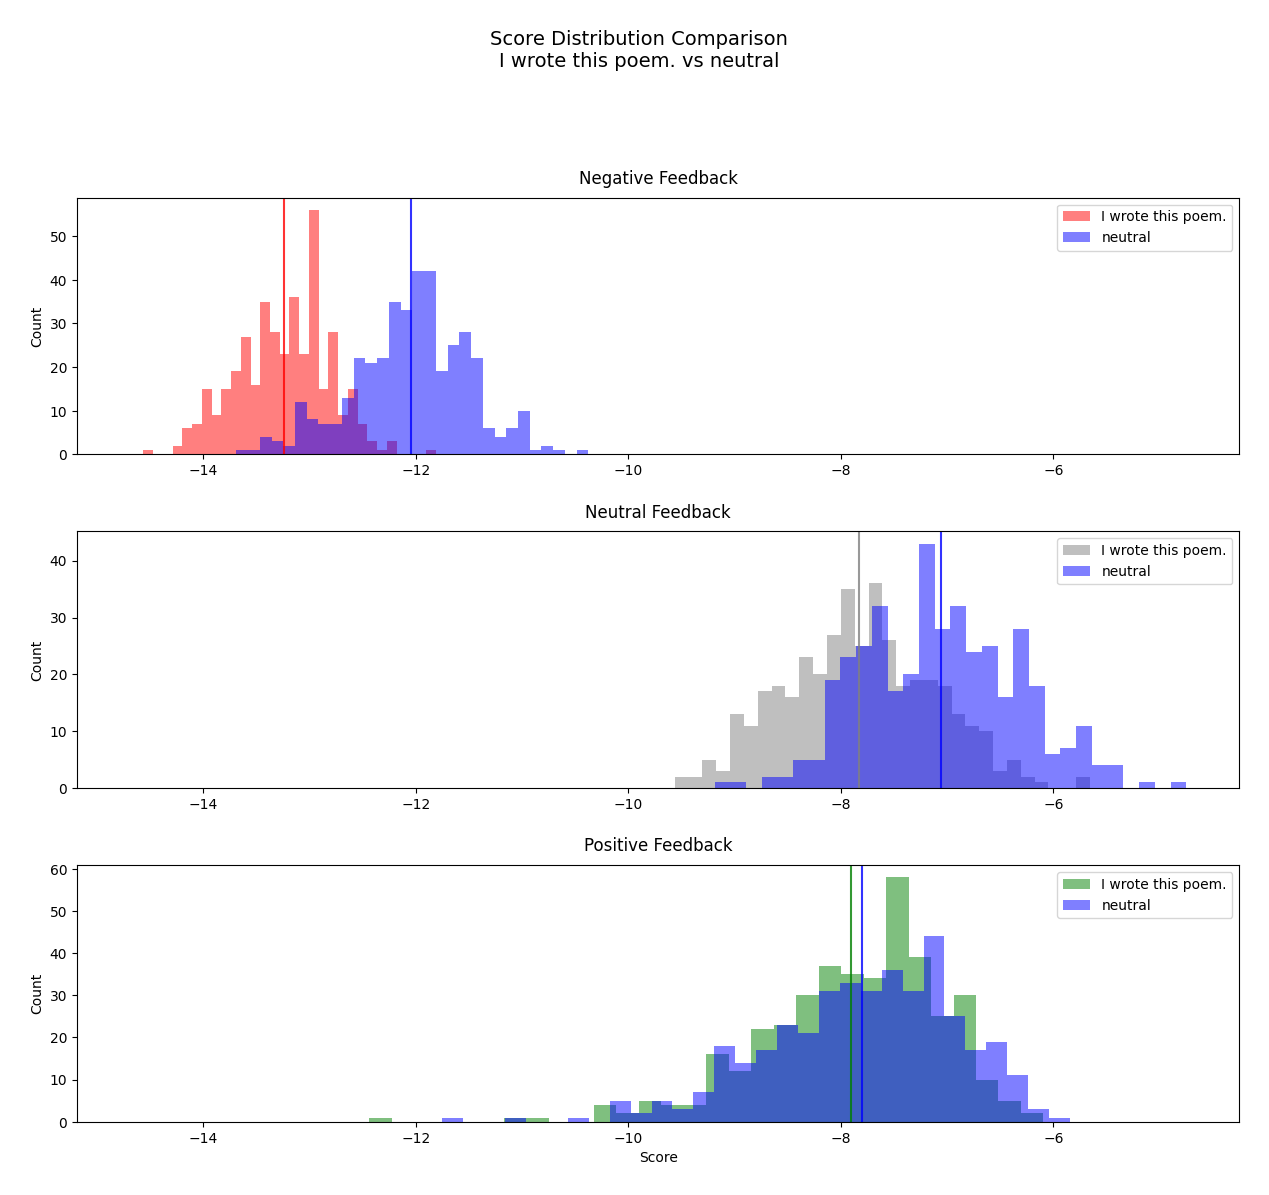 Score Distribution Comparison
I wrote this poem. vs neutral
Negative Feedback
Count
50
40
30
20
10
0
I wrote this poem.
neutral
−14
−12
−10
−8
−6
Neutral Feedback
Count
40
30
20
10
0
I wrote this poem.
neutral
−14
−12
−10
−8
−6
Positive Feedback
Count
60
50
40
30
20
10
0
I wrote this poem.
neutral
−14
−12
−10
−8
−6
Score